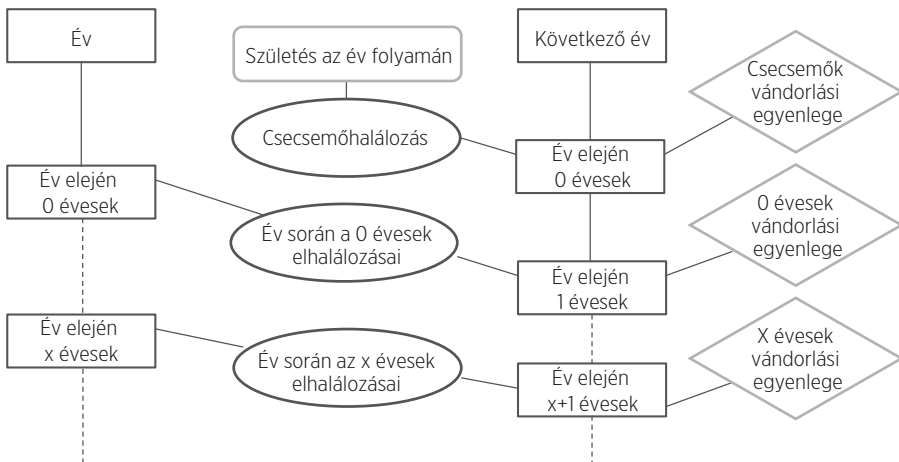 Év
Születés az év folyamán
Következő év
Csecsemők
vándorlási
egyenlege
Csecsemőhalálozás
Év elején
0 évesek
Év elején
0 évesek
Év során a 0 évesek
elhalálozásai
0 évesek
vándorlási
egyenlege
Év elején
1 évesek
Év elején
x évesek
Év során az x évesek
elhalálozásai
X évesek
vándorlási
egyenlege
Év elején
x+1 évesek